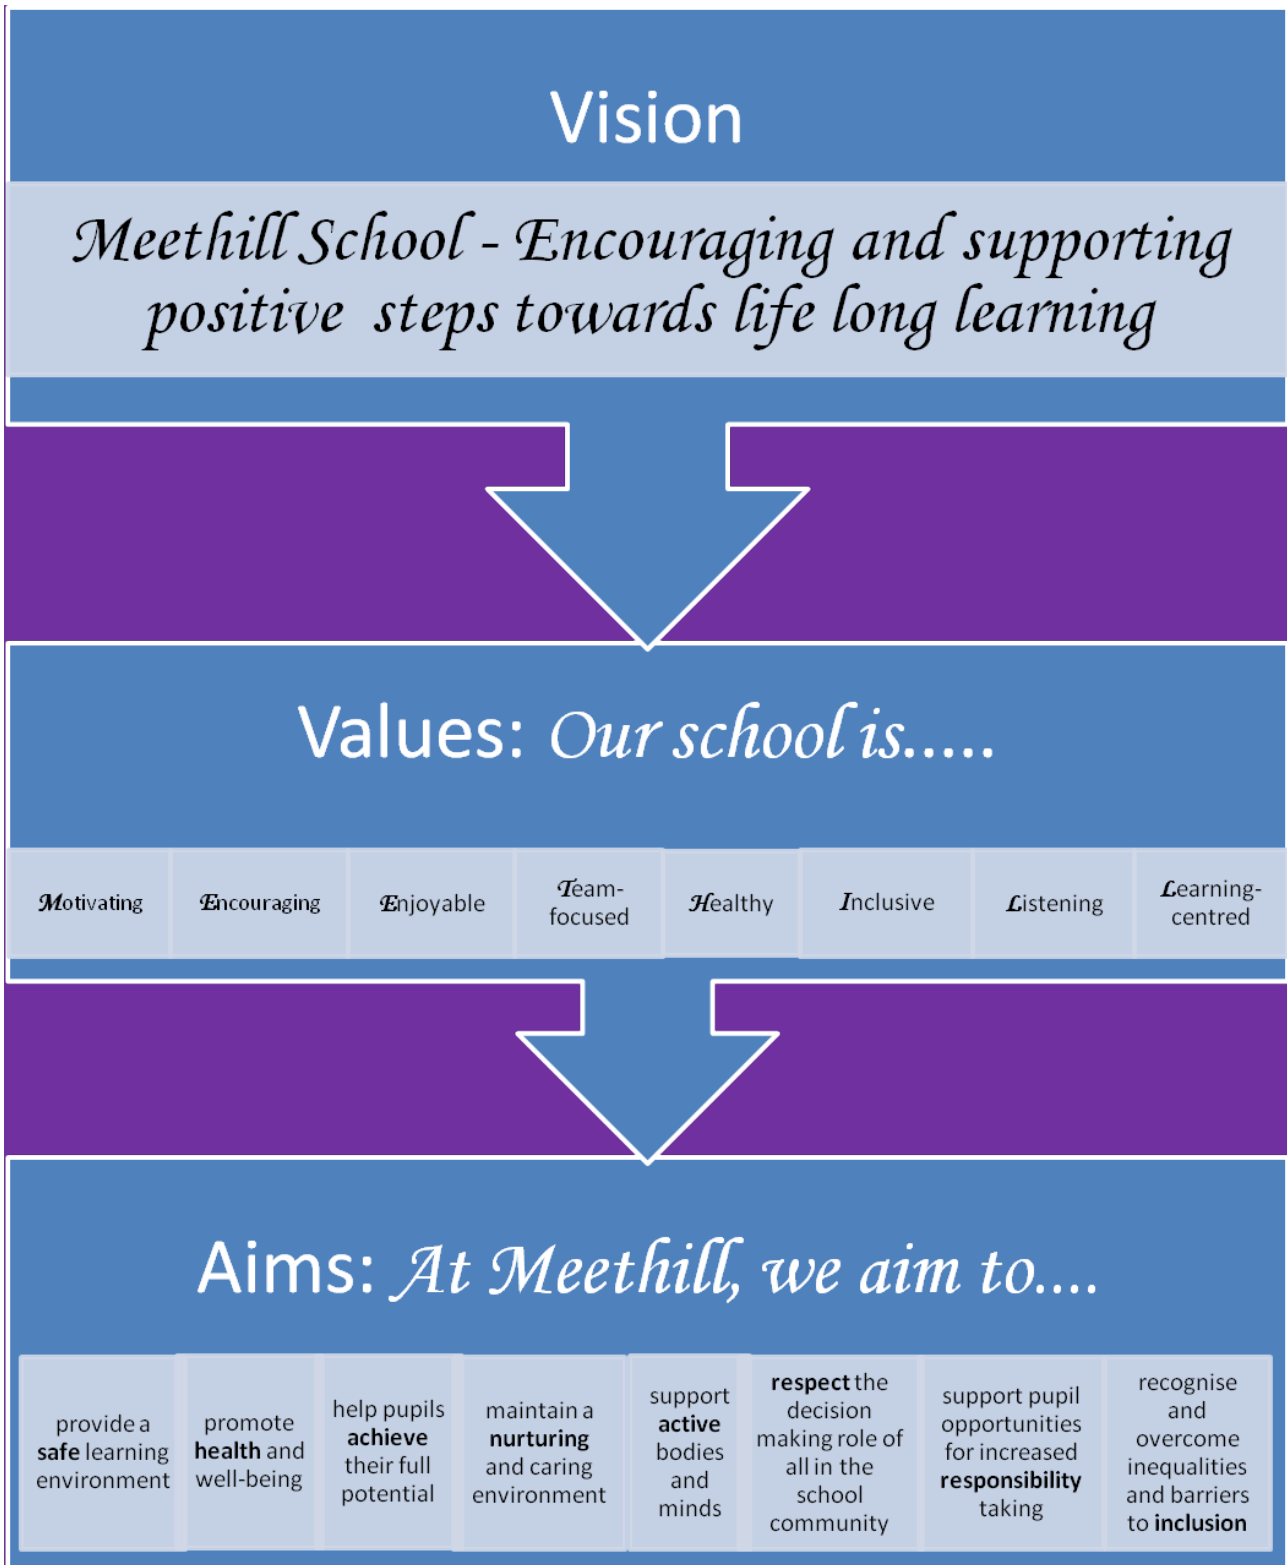 Vision
Meethill School - Encouraging and supporting
positive steps towards life long learning
Values: Our school is.....
Motivating
Encouraging
Enjoyable
Team-
focused
Healthy
Inclusive
Listening
Learning-
centred
Aims: At Meethill, we aim to....
provide a
safe learning
environment
promote
health and
well-being
help pupils
achieve
their full
potential
maintain a
nurturing
and caring
environment
support
active
bodies
and
minds
respect the
decision
making role of
all in the
school
community
support pupil
opportunities
for increased
responsibility
taking
recognise
and
overcome
inequalities
and barriers
to inclusion